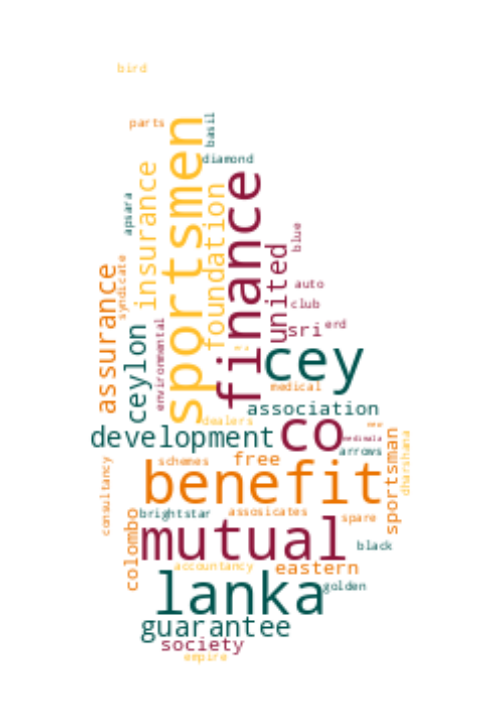 bird
parts
basil
sportsmen
diamond
insurance
finance
foundation
apsara
blue
united
syndicate
assurance
auto
club
erd
sri
environmental
ceylon
cey
medical
association
dealers
development
co
arrows
free
schemes
benefit
sportsman
dharshana
consultancy
brightstar
assosicates
spare
colombo
mutual
black
accountancy
eastern
lanka
golden
guarantee
society
empire